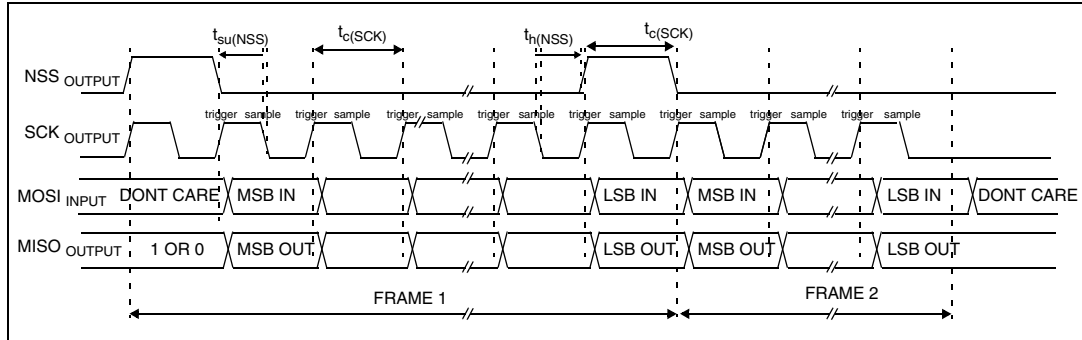 tsu(NSS) tc(SCK) th(NSS) tc(SCK)
NSS OUTPUT
trigger sample trigger sample trigger sample trigger sample trigger sample trigger sample trigger sample trigger sample
SCK OUTPUT
MOSI INPUT DONT CARE MSB IN LSB IN MSB IN LSB IN DONT CARE
MISO OUTPUT 1 OR 0 MSB OUT LSB OUT MSB OUT LSB OUT
FRAME 1 FRAME 2